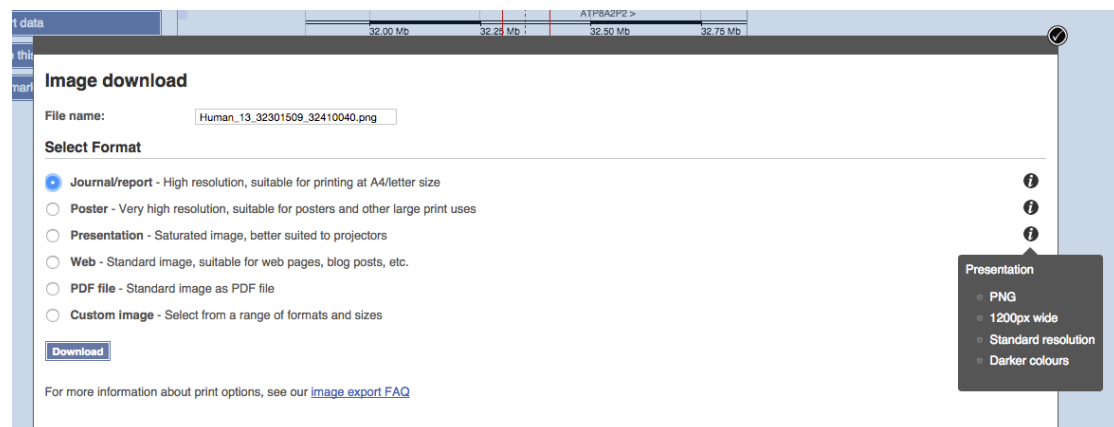 rt data
ATP8A2P2 >
32.00 Mb 32.25 Mb 32.50 Mb 32.75 Mb
this
mark
Image download
File name: Human_13_32301509_32410040.png
Select Format
Journal/report - High resolution, suitable for printing at A4/letter size
Poster - Very high resolution, suitable for posters and other large print uses
Presentation - Saturated image, better suited to projectors
Web - Standard image, suitable for web pages, blog posts, etc.
PDF file - Standard image as PDF file
Custom image - Select from a range of formats and sizes
Download
For more information about print options, see our image export FAQ
Presentation
PNG
1200px wide
Standard resolution
Darker colours